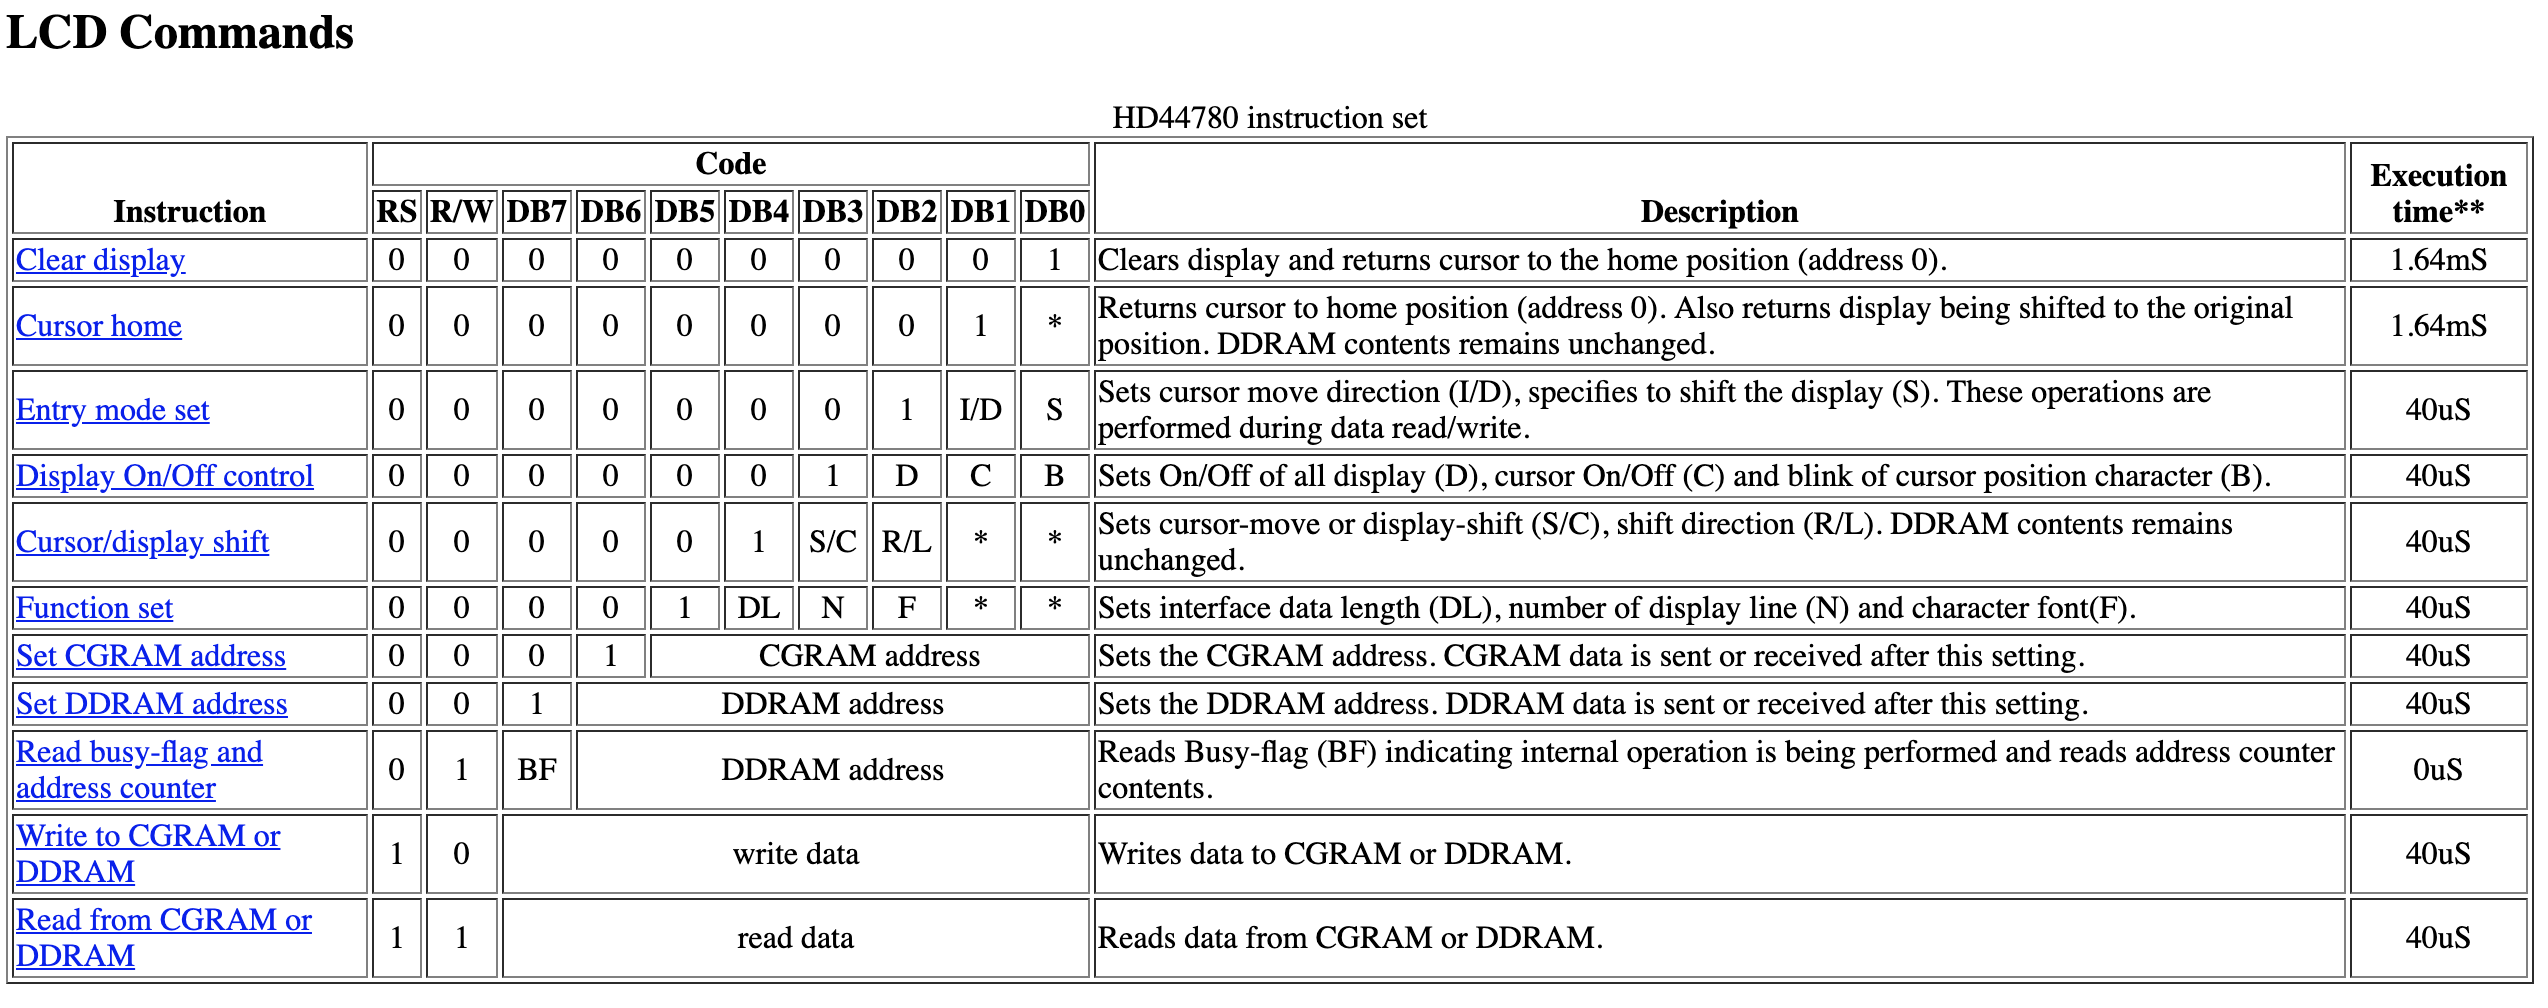 LCD Commands
HD44780 instruction set
Instruction Code Description Execution time**
RS R/W DB7 DB6 DB5 DB4 DB3 DB2 DB1 DB0
Clear display 0 0 0 0 0 0 0 0 0 1 Clears display and returns cursor to the home position (address 0). 1.64mS
Cursor home 0 0 0 0 0 0 0 0 1 * Returns cursor to home position (address 0). Also returns display being shifted to the original position. DDRAM contents remains unchanged. 1.64mS
Entry mode set 0 0 0 0 0 0 0 1 I/D S Sets cursor move direction (I/D), specifies to shift the display (S). These operations are performed during data read/write. 40uS
Display On/Off control 0 0 0 0 0 0 1 D C B Sets On/Off of all display (D), cursor On/Off (C) and blink of cursor position character (B). 40uS
Cursor/display shift 0 0 0 0 0 1 S/C R/L * * Sets cursor-move or display-shift (S/C), shift direction (R/L). DDRAM contents remains unchanged. 40uS
Function set 0 0 0 0 1 DL N F * * Sets interface data length (DL), number of display line (N) and character font(F). 40uS
Set CGRAM address 0 0 0 1 CGRAM address Sets the CGRAM address. CGRAM data is sent or received after this setting. 40uS
Set DDRAM address 0 0 1 DDRAM address Sets the DDRAM address. DDRAM data is sent or received after this setting. 40uS
Read busy-flag and address counter 0 1 BF DDRAM address Reads Busy-flag (BF) indicating internal operation is being performed and reads address counter contents. 0uS
Write to CGRAM or DDRAM 1 0 write data Writes data to CGRAM or DDRAM. 40uS
Read from CGRAM or DDRAM 1 1 read data Reads data from CGRAM or DDRAM. 40uS